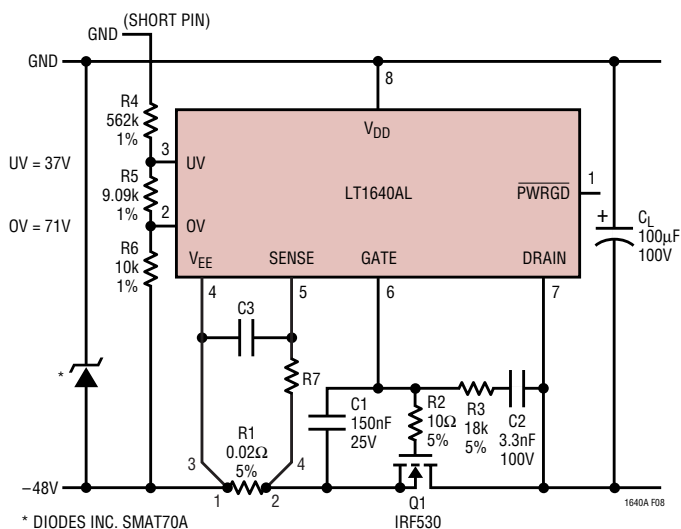 (SHORT PIN)
GND
GND
8
R4
562k
1%
VDD
UV = 37V
3
UV
R5
9.09k
1%
LT1640AL
PWRGD
1
2
OV
OV = 71V
R6
10k
1%
+
CL
100µF
100V
VEE
SENSE
GATE
DRAIN
4
5
6
7
C3
R7
*
R1
0.02Ω
5%
3
4
C1
150nF
25V
R2
10Ω
5%
R3
18k
5%
C2
3.3nF
100V
–48V
1
2
Q1
IRF530
1640A F08
* DIODES INC. SMAT70A